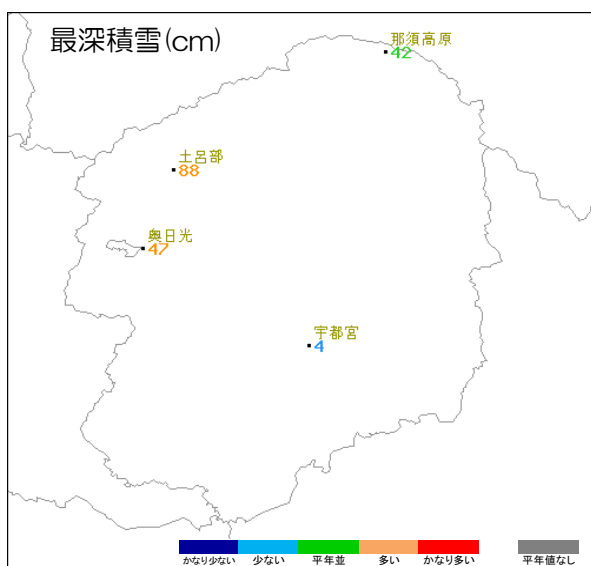 最深積雪(cm)
那須高原
42
土呂部
88
奥日光
47
宇都宮
4
かなり少ない 少ない 平年並 多い かなり多い 平年値なし